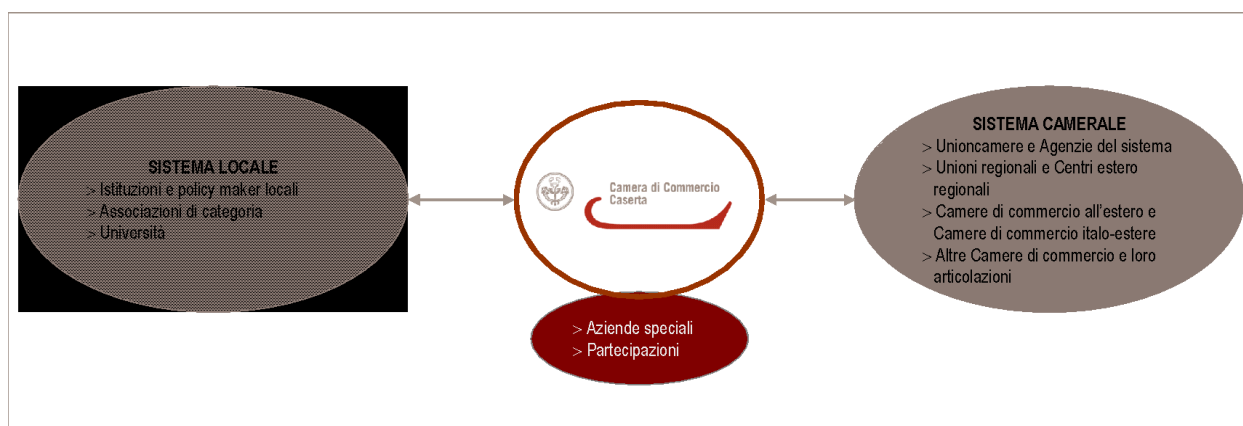 SISTEMA LOCALE
> Istituzioni e policy maker locali
> Associazioni di categoria
> Università
Camera di Commercio
Caserta
> Aziende speciali
> Partecipazioni
SISTEMA CAMERALE
> Unioncamere e Agenzie del sistema
> Unioni regionali e Centri estero
regionali
> Camere di commercio all'estero e
Camere di commercio italo-estere
> Altre Camere di commercio e loro
articolazioni